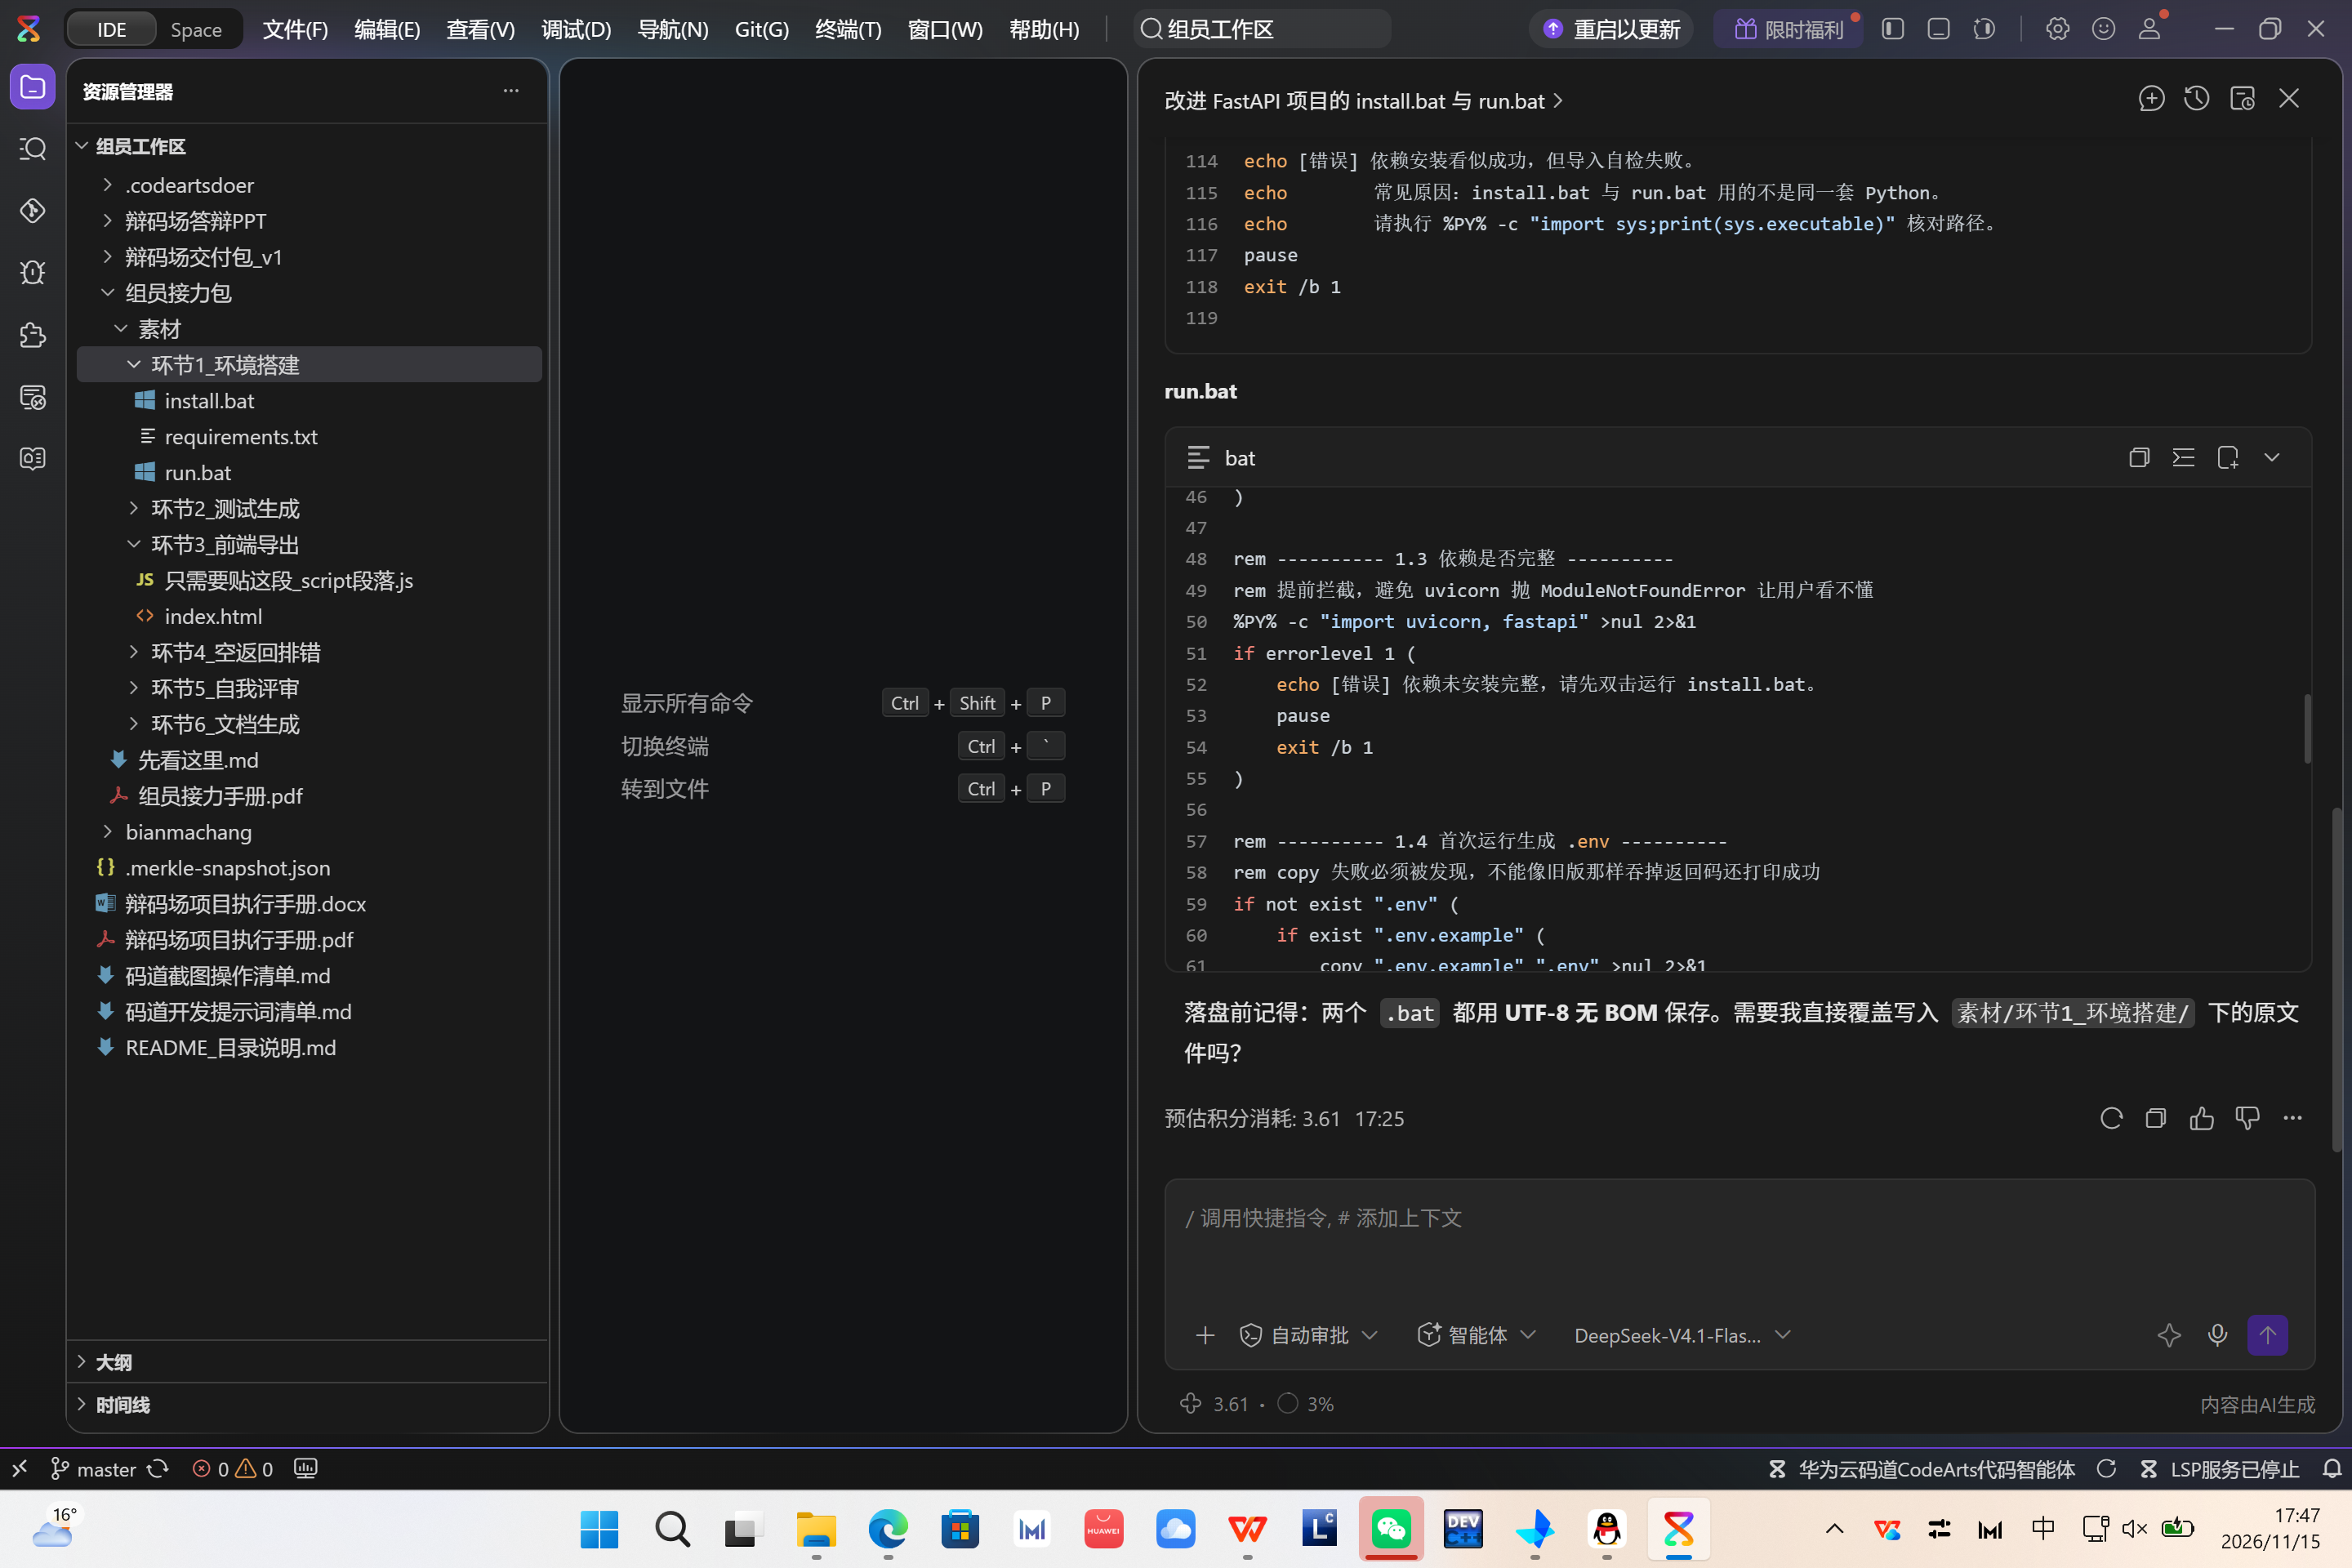 IDE Space 文件(F) 编辑(E) 查看(V) 调试(D) 导航(N) Git(G) 终端(T) 窗口(W) 帮助(H) 组员工作区 重启以更新 限时福利
资源管理器
组员工作区
.codeartsdoer
辩码场答辩PPT
辩码场交付包_v1
组员接力包
素材
环节1_环境搭建
install.bat
requirements.txt
run.bat
环节2_测试生成
环节3_前端导出
JS 只需要贴这段_script段落.js
index.html
环节4_空返回排错
环节5_自我评审
环节6_文档生成
先看这里.md
组员接力手册.pdf
bianmachang
.merkle-snapshot.json
辩码场项目执行手册.docx
辩码场项目执行手册.pdf
码道截图操作清单.md
码道开发提示词清单.md
README_目录说明.md
大纲
时间线
显示所有命令 Ctrl + Shift + P
切换终端 Ctrl + `
转到文件 Ctrl + P
改进 FastAPI 项目的 install.bat 与 run.bat
114 echo [错误] 依赖安装看似成功，但导入自检失败。
115 echo 常见原因：install.bat 与 run.bat 用的不是同一套 Python。
116 echo 请执行 %PY% -c "import sys;print(sys.executable)" 核对路径。
117 pause
118 exit /b 1
119
run.bat
bat
46 )
47
48 rem ---------- 1.3 依赖是否完整 ----------
49 rem 提前拦截，避免 uvicorn 抛 ModuleNotFoundError 让用户看不懂
50 %PY% -c "import uvicorn, fastapi" >nul 2>&1
51 if errorlevel 1 (
52 echo [错误] 依赖未安装完整，请先双击运行 install.bat。
53 pause
54 exit /b 1
55 )
56
57 rem ---------- 1.4 首次运行生成 .env ----------
58 rem copy 失败必须被发现，不能像旧版那样吞掉返回码还打印成功
59 if not exist ".env" (
60 if exist ".env.example" (
61 copy ".env.example" ".env" >nul 2>&1
落盘前记得：两个 .bat 都用 UTF-8 无 BOM 保存。需要我直接覆盖写入 素材/环节1_环境搭建/ 下的原文
件吗？
预估积分消耗: 3.61 17:25
/ 调用快捷指令, # 添加上下文
自动审批 智能体 DeepSeek-V4.1-Flas...
3.61 · 3%
内容由AI生成
master 0 0 华为云码道CodeArts代码智能体 LSP服务已停止
16°
HUAWEI
LC
DEV C++
中
17:47
2026/11/15